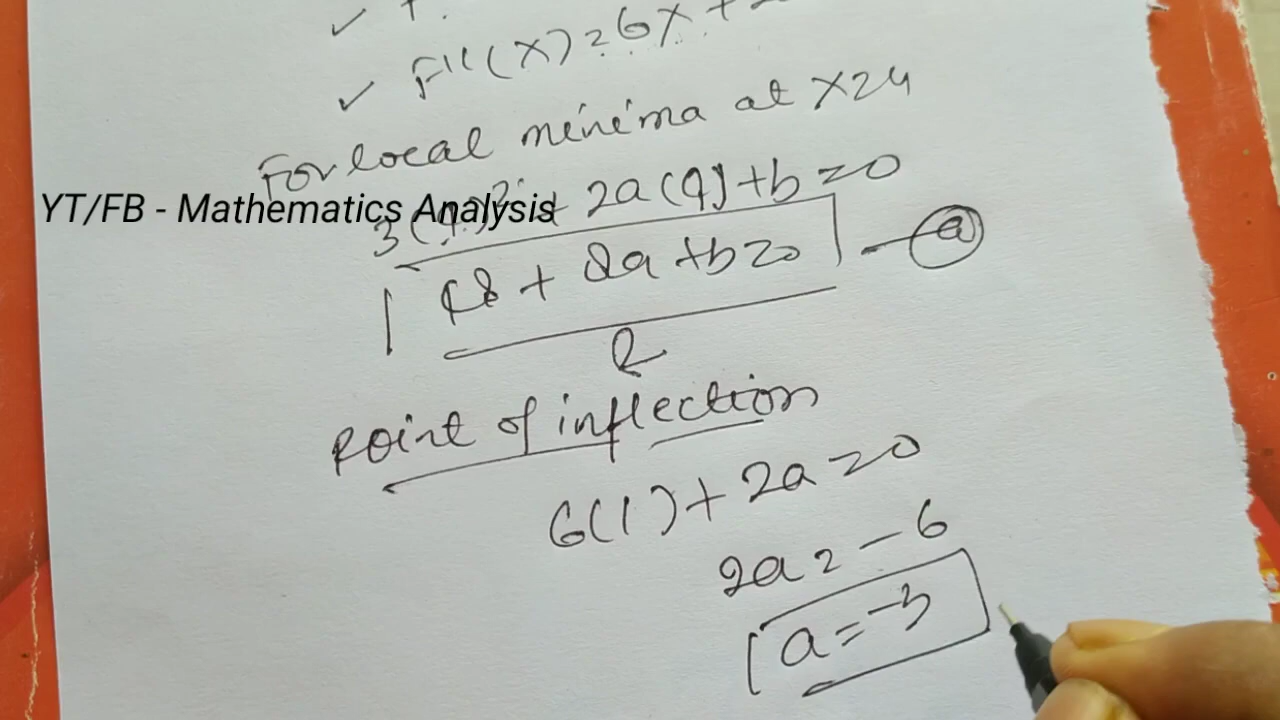 ✓ F''(x) = 6x +
For local minima at x = 4
3(4)² + 2a(4) + b = 0
YT/FB - Mathematics Analysis
48 + 8a + b = 0 — a
Point of inflection
6(1) + 2a = 0
2a = -6
a = -3